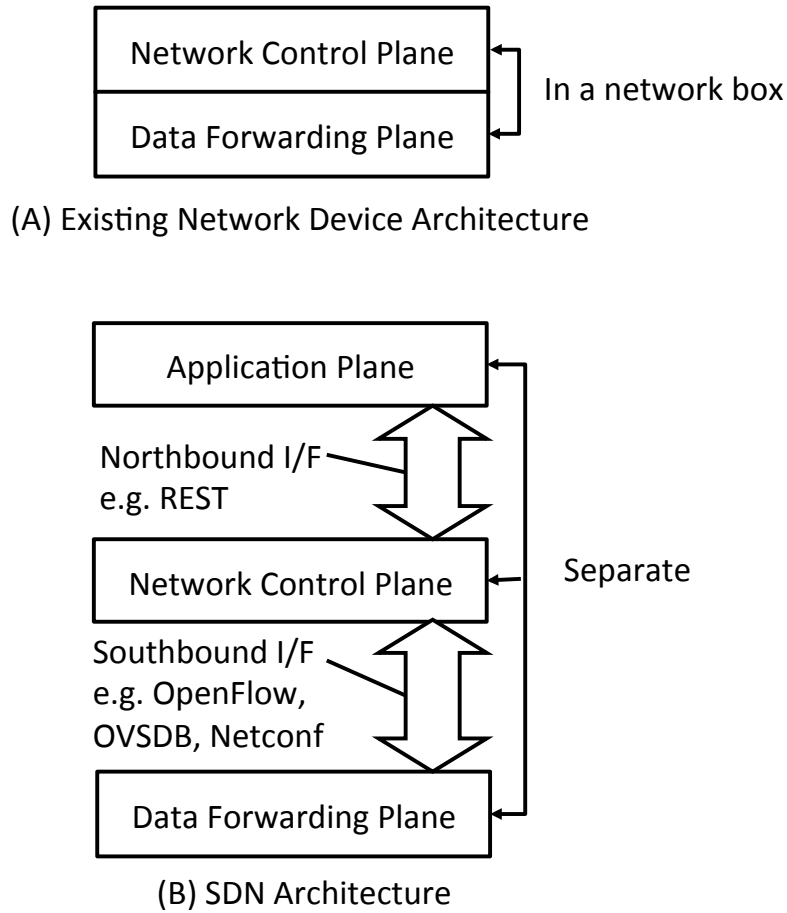 Network Control Plane
In a network box
Data Forwarding Plane
(A) Existing Network Device Architecture
Application Plane
Northbound I/F
e.g. REST
Network Control Plane
Separate
Southbound I/F
e.g. OpenFlow,
OVSDB, Netconf
Data Forwarding Plane
(B) SDN Architecture